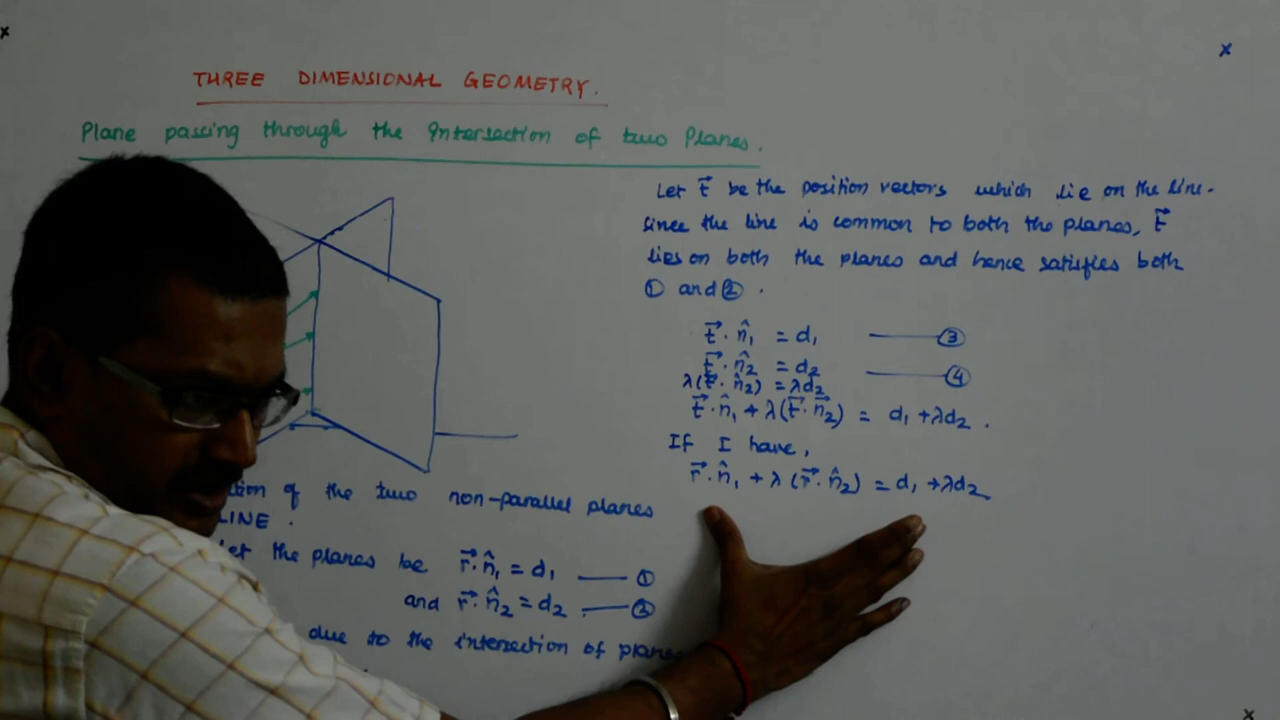 THREE DIMENSIONAL GEOMETRY.
Plane passing through the Intersection of two Planes.
tion of the two non-parallel planes
LINE .
Let the planes be r⃗·n̂₁ = d₁ —— ①
and r⃗·n̂₂ = d₂ —— ②
due to the intersection of planes
Let t⃗ be the position vectors which lie on the line.
since the line is common to both the planes, t⃗
lies on both the planes and hence satisfies both
① and ② .
t⃗·n̂₁ = d₁ —— ③
t⃗·n̂₂ = d₂ —— ④
λ(t⃗·n̂₂) = λd₂
t⃗·n̂₁ + λ(t⃗·n⃗₂) = d₁ + λd₂ .
If I have,
r⃗·n̂₁ + λ(r⃗·n̂₂) = d₁ + λd₂